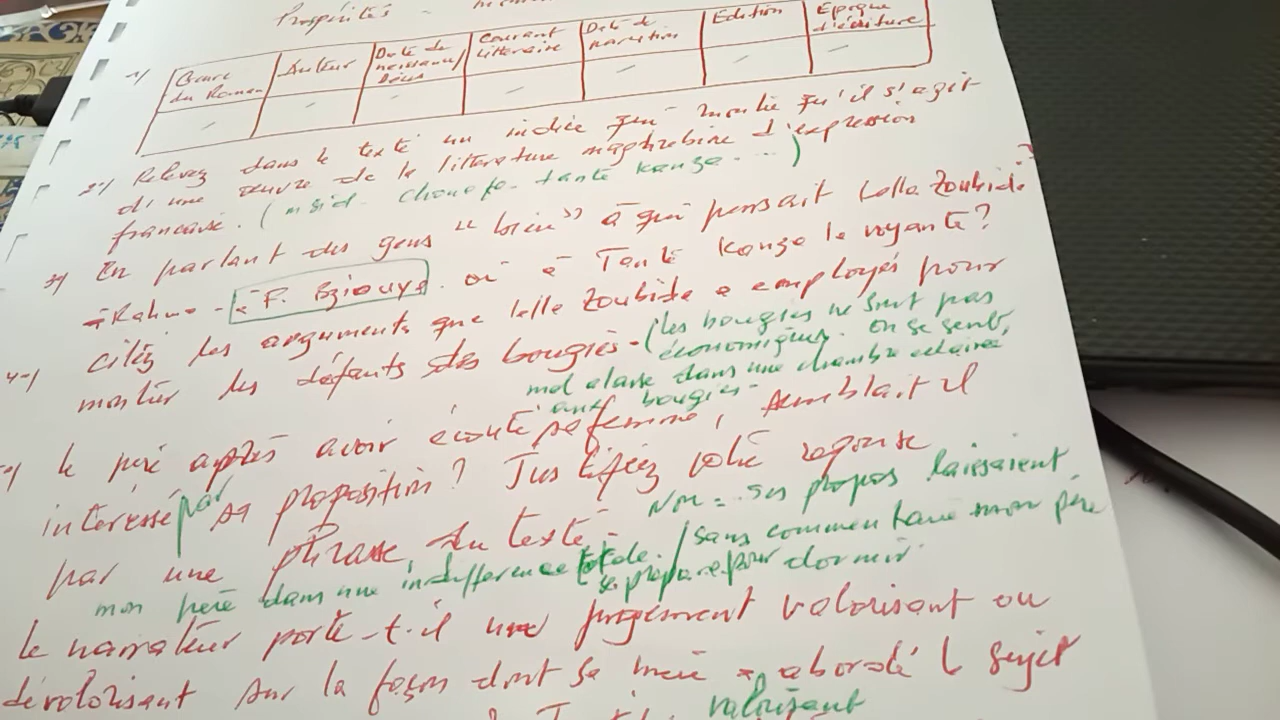 Prospérités
1°/ Genre du Roman | Auteur | Date de naissance/Décès | Courant littéraire | Date de parution | Edition | Epoque d'écriture
2°/ Relevez dans le texte un indice qui montre qu'il s'agit
d'une œuvre de la littérature maghrébine d'expression
française. (msid. Chouafa. tante kanza....)
3°/ En parlant des gens "bien" à qui pensait Lalla Zoubida?
à Rahma - à F. Bziouya. ou à Tante Kanza la voyante?
4-/ citez les arguments que lalla Zoubida a employés pour
montrer les défauts des bougies - (les bougies ne sont pas
économiques. On se sent
mal à l'aise dans une chambre éclairée
aux bougies -
le père après avoir écouté sa femme, semblait il
intéressé par sa proposition? Justifiez votre réponse
par une phrase du texte - Non = Ses propos laissaient
mon père dans une indifférence totale. / sans commentaire mon père
se prépare pour dormir.
le narrateur porte-t-il un jugement valorisant ou
dévalorisant sur la façon dont sa mère a abordé le sujet
valorisant